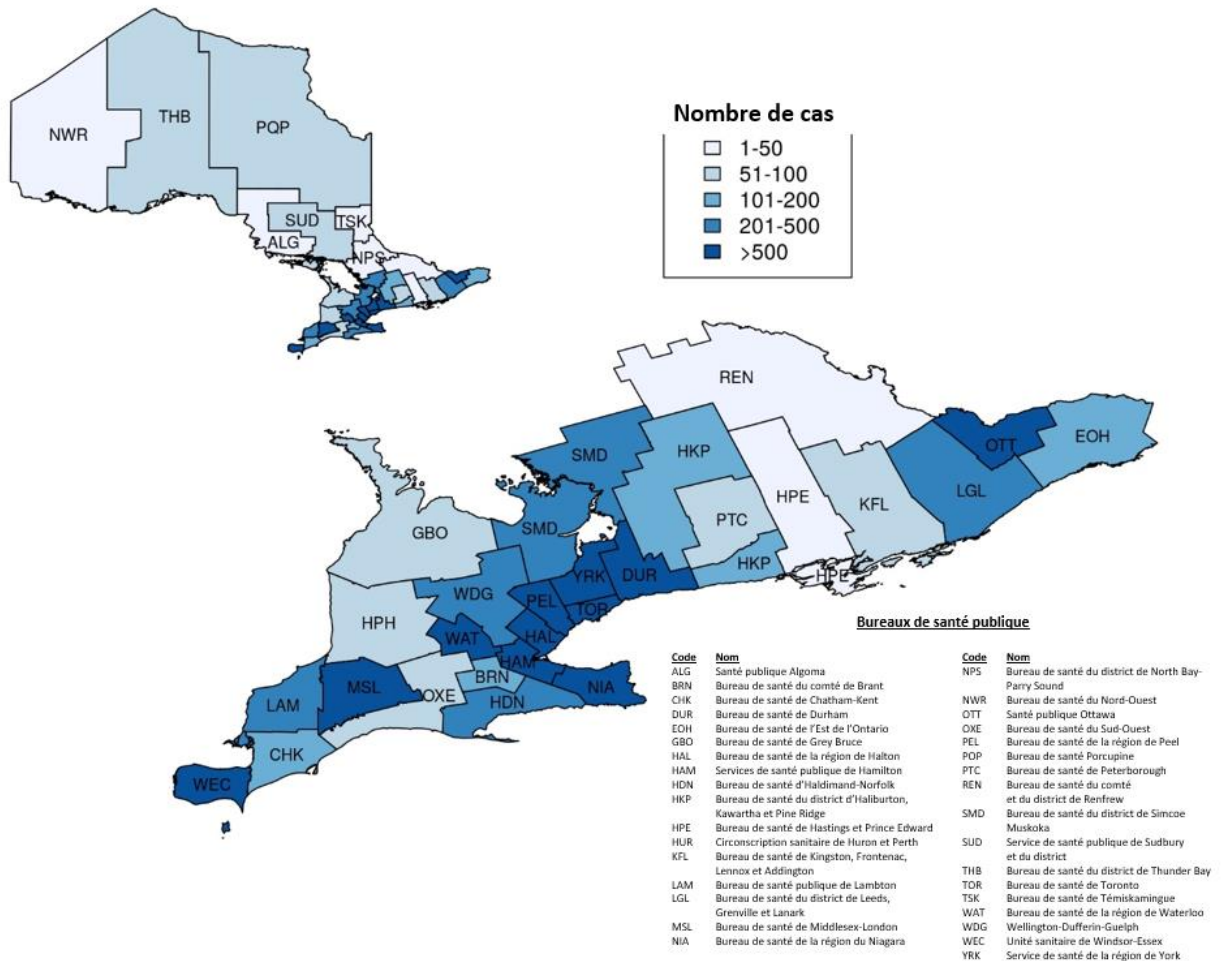 Nombre de cas
1-50
51-100
101-200
201-500
>500
NWR
THB
PQP
SUD
TSK
ALG
NPS
REN
OTT
EOH
SMD
HKP
LGL
HPE
KFL
GBO
SMD
PTC
HKP
YRK
DUR
HPE
WDG
PEL
TOR
HPH
WAT
HAL
HAM
BRN
MSL
OXE
NIA
LAM
HDN
CHK
WEC
Bureaux de santé publique
Code Nom
ALG Santé publique Algoma
BRN Bureau de santé du comté de Brant
CHK Bureau de santé de Chatham-Kent
DUR Bureau de santé de Durham
EOH Bureau de santé de l'Est de l'Ontario
GBO Bureau de santé de Grey Bruce
HAL Bureau de santé de la région de Halton
HAM Services de santé publique de Hamilton
HDN Bureau de santé d'Haldimand-Norfolk
HKP Bureau de santé du district d'Haliburton,
Kawartha et Pine Ridge
HPE Bureau de santé de Hastings et Prince Edward
HUR Circonscription sanitaire de Huron et Perth
KFL Bureau de santé de Kingston, Frontenac,
Lennox et Addington
LAM Bureau de santé publique de Lambton
LGL Bureau de santé du district de Leeds,
Grenville et Lanark
MSL Bureau de santé de Middlesex-London
NIA Bureau de santé de la région du Niagara
Code Nom
NPS Bureau de santé du district de North Bay-
Parry Sound
NWR Bureau de santé du Nord-Ouest
OTT Santé publique Ottawa
OXE Bureau de santé du Sud-Ouest
PEL Bureau de santé de la région de Peel
POP Bureau de santé Porcupine
PTC Bureau de santé de Peterborough
REN Bureau de santé du comté
et du district de Renfrew
SMD Bureau de santé du district de Simcoe
Muskoka
SUD Service de santé publique de Sudbury
et du district
THB Bureau de santé du district de Thunder Bay
TOR Bureau de santé de Toronto
TSK Bureau de santé de Témiskamingue
WAT Bureau de santé de la région de Waterloo
WDG Wellington-Dufferin-Guelph
WEC Unité sanitaire de Windsor-Essex
YRK Service de santé de la région de York